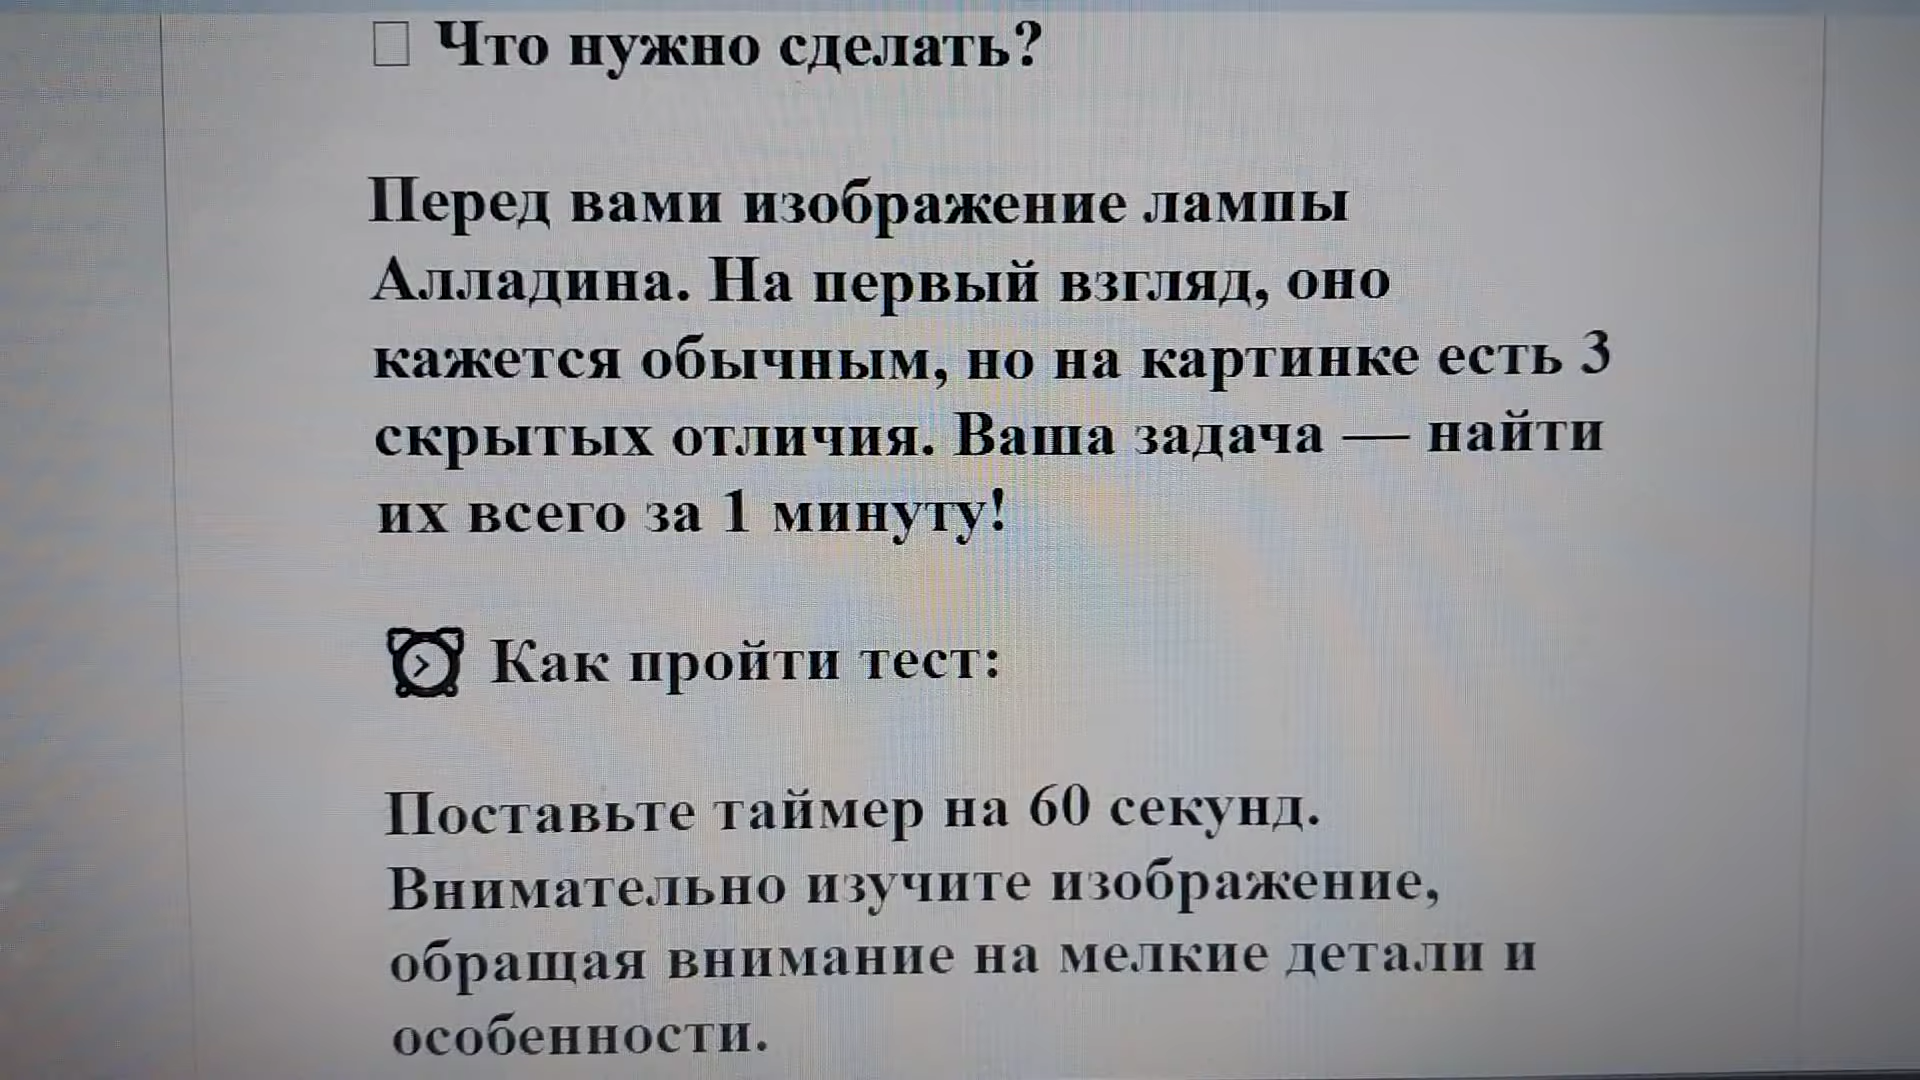 Что нужно сделать?
Перед вами изображение лампы
Алладина. На первый взгляд, оно
кажется обычным, но на картинке есть 3
скрытых отличия. Ваша задача — найти
их всего за 1 минуту!
Как пройти тест:
Поставьте таймер на 60 секунд.
Внимательно изучите изображение,
обращая внимание на мелкие детали и
особенности.